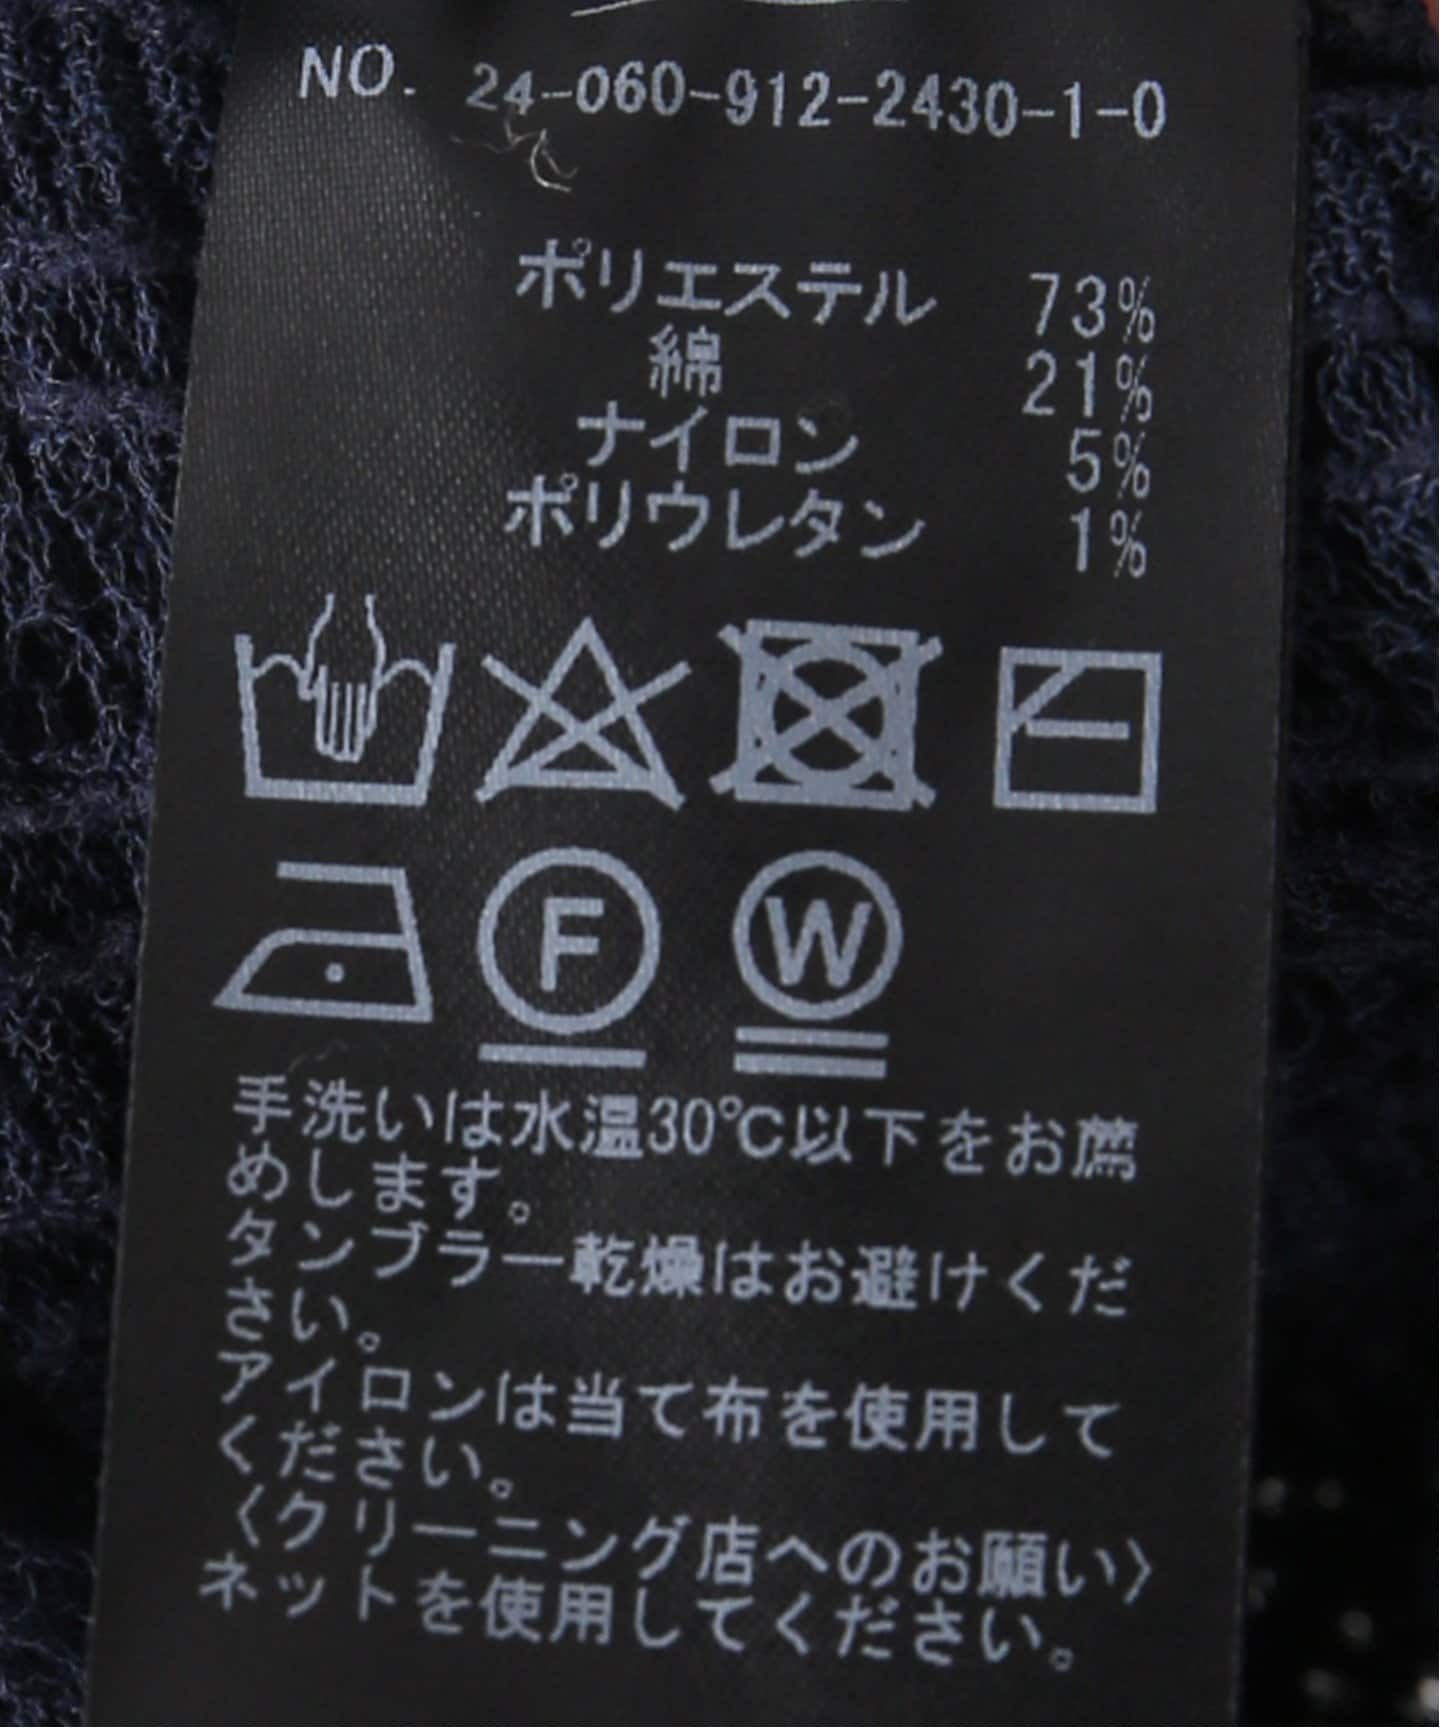 NO. 24-060-912-2430-1-0
ポリエステル 73%
綿 21%
ナイロン 5%
ポリウレタン 1%
F W
手洗いは水温30℃以下をお薦
めします。
タンブラー乾燥はお避けくだ
さい。
アイロンは当て布を使用して
ください。
〈クリーニング店へのお願い〉
ネットを使用してください。